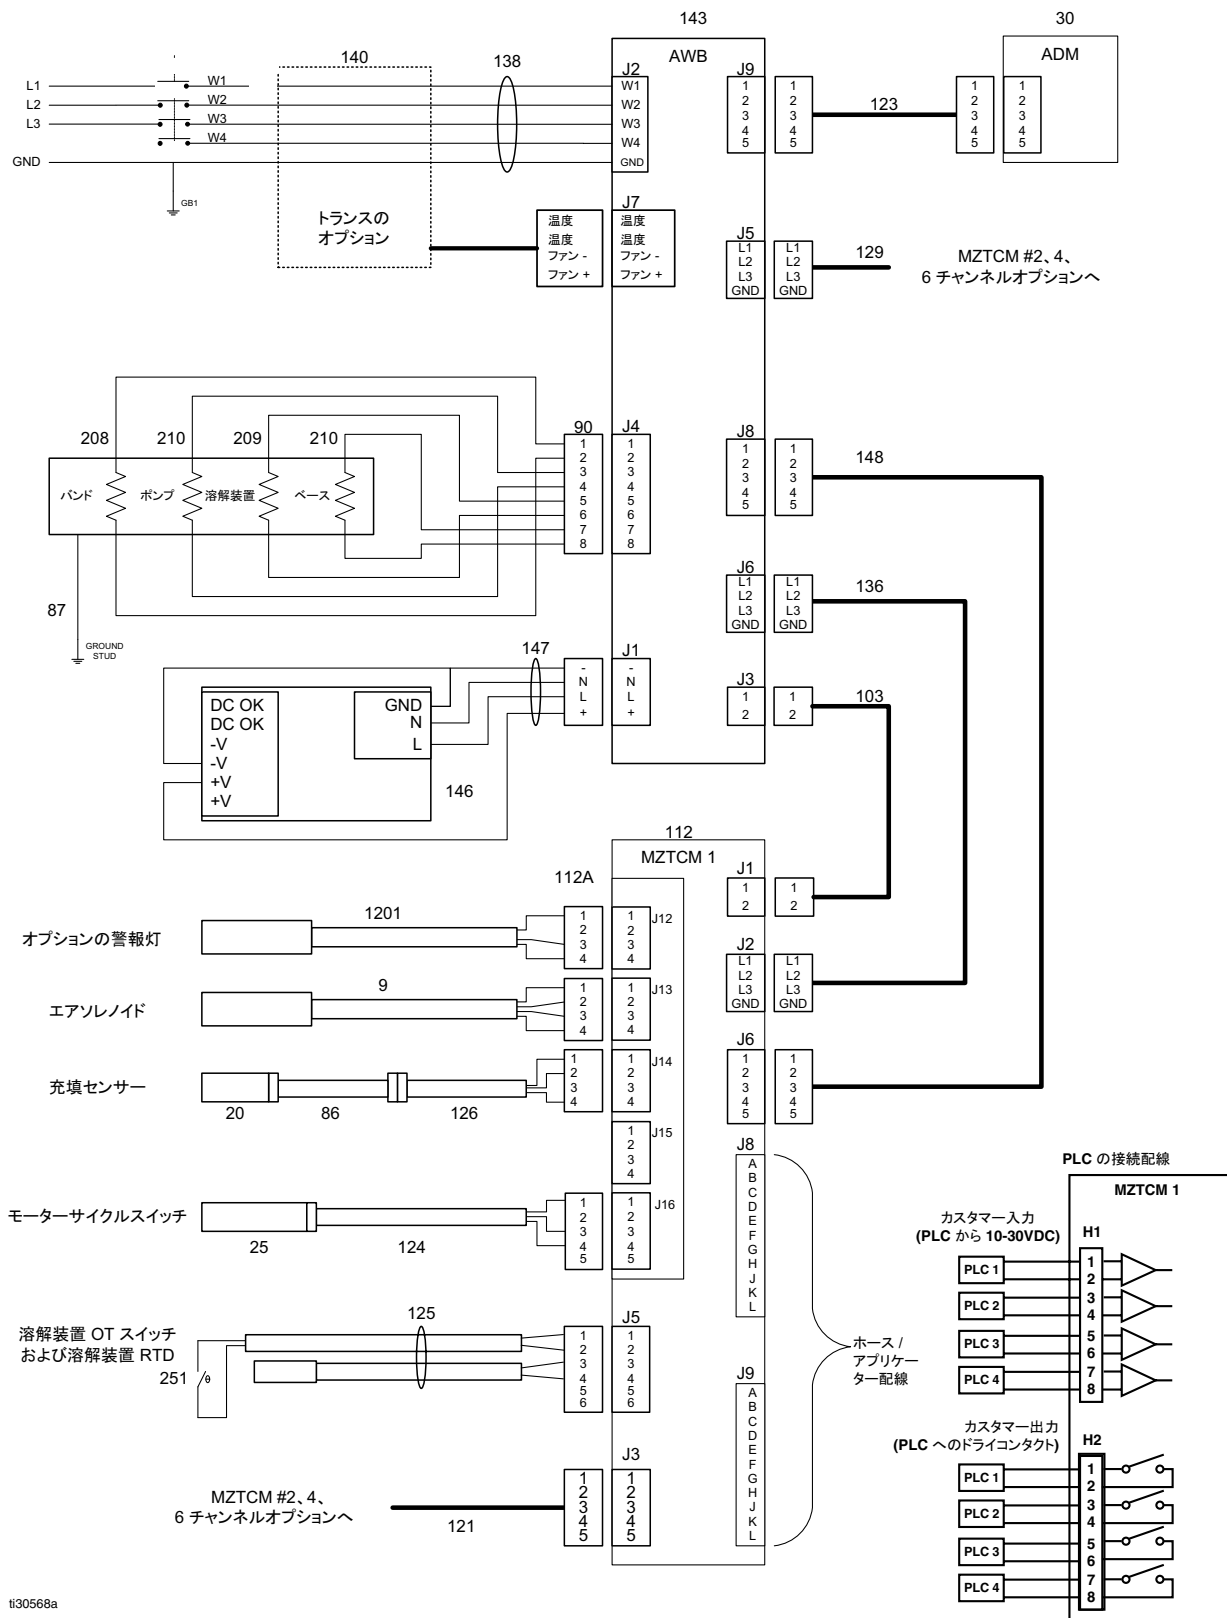 143
30
140
138
AWB
ADM
L1
L2
L3
GND
W1
W2
W3
W4
GB1
トランスの
オプション
J2
W1
W2
W3
W4
GND
J9
1
2
3
4
5
1
2
3
4
5
123
1
2
3
4
5
1
2
3
4
5
温度
温度
ファン -
ファン +
J7
温度
温度
ファン -
ファン +
J5
L1
L2
L3
GND
L1
L2
L3
GND
129
MZTCM #2、4、
6 チャンネルオプションへ
208
210
209
210
バンド
ポンプ
溶解装置
ベース
87
GROUND
STUD
90
1
2
3
4
5
6
7
8
J4
1
2
3
4
5
6
7
8
J8
1
2
3
4
5
1
2
3
4
5
148
J6
L1
L2
L3
GND
L1
L2
L3
GND
136
147
-
N
L
+
J1
-
N
L
+
J3
1
2
1
2
103
DC OK
DC OK
-V
-V
+V
+V
GND
N
L
146
112
MZTCM 1
112A
オプションの警報灯
1201
1
2
3
4
1
2
3
4
J12
J1
1
2
1
2
エアソレノイド
9
1
2
3
4
1
2
3
4
J13
J2
L1
L2
L3
GND
L1
L2
L3
GND
充填センサー
20
86
126
1
2
3
4
1
2
3
4
J14
J6
1
2
3
4
5
1
2
3
4
5
1
2
3
4
J15
モーターサイクルスイッチ
25
124
1
2
3
4
5
1
2
3
4
5
J16
J8
A
B
C
D
E
F
G
H
J
K
L
溶解装置 OT スイッチ
および溶解装置 RTD
251
θ
125
1
2
3
4
5
6
J5
1
2
3
4
5
6
J9
A
B
C
D
E
F
G
H
J
K
L
ホース /
アプリケー
ター配線
MZTCM #2、4、
6 チャンネルオプションへ
121
1
2
3
4
5
J3
1
2
3
4
5
PLC の接続配線
MZTCM 1
カスタマー入力
(PLC から 10-30VDC)
H1
PLC 1
PLC 2
PLC 3
PLC 4
1
2
3
4
5
6
7
8
カスタマー出力
(PLC へのドライコンタクト)
H2
PLC 1
PLC 2
PLC 3
PLC 4
1
2
3
4
5
6
7
8
ti30568a